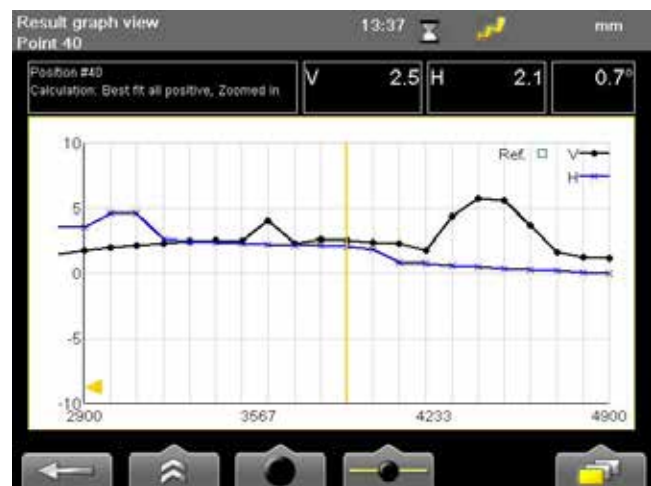 Result graph view 13:37 mm
Point 40
Position #40
Calculation: Best fit all positive, Zoomed in
V 2.5 H 2.1 0.7°
Ref. V
H
10
5
0
-5
-10
2900 3567 4233 4900